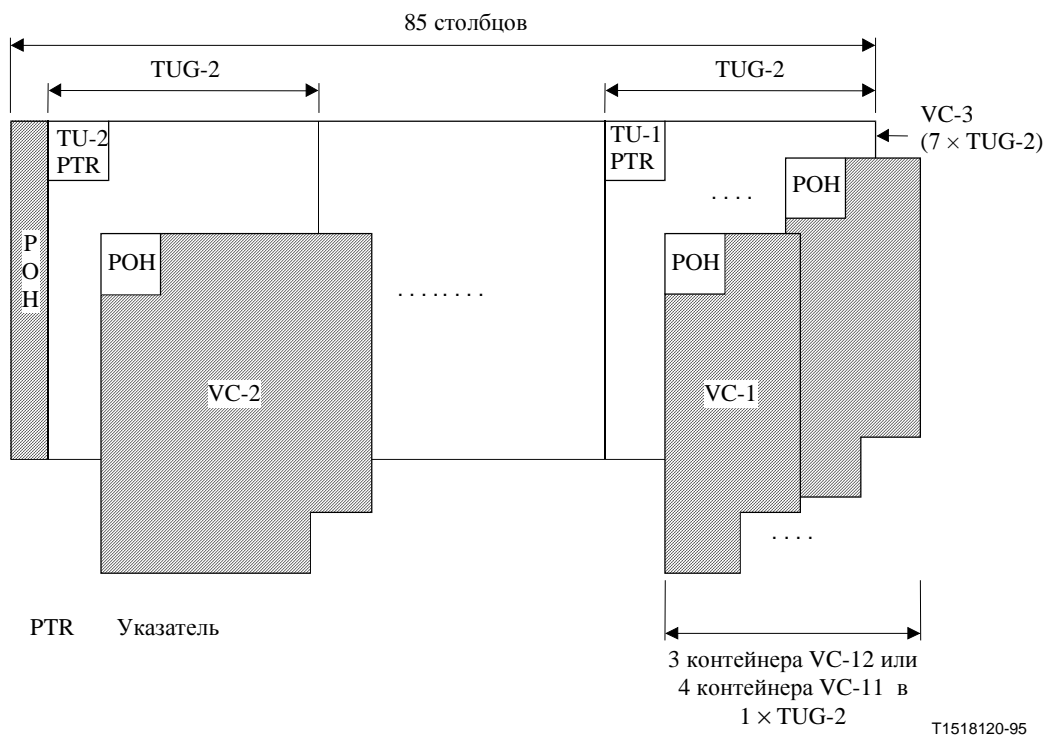 85 столбцов
TUG-2
TUG-2
TU-2
PTR
TU-1
PTR
VC-3
(7 × TUG-2)
P
O
H
POH
. . . . . . . .
. . . .
POH
POH
VC-2
VC-1
. . . .
PTR Указатель
3 контейнера VC-12 или
4 контейнера VC-11 в
1 × TUG-2
T1518120-95